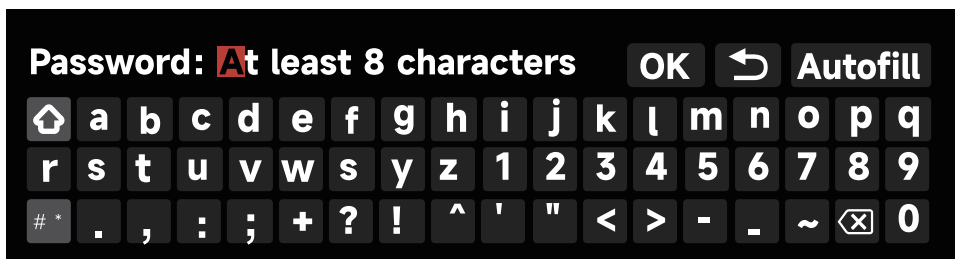 Password: At least 8 characters OK Autofill
a b c d e f g h i j k l m n o p q
r s t u v w s y z 1 2 3 4 5 6 7 8 9
# * . , : ; + ? ! ^ ' " < > - _ ~ 0